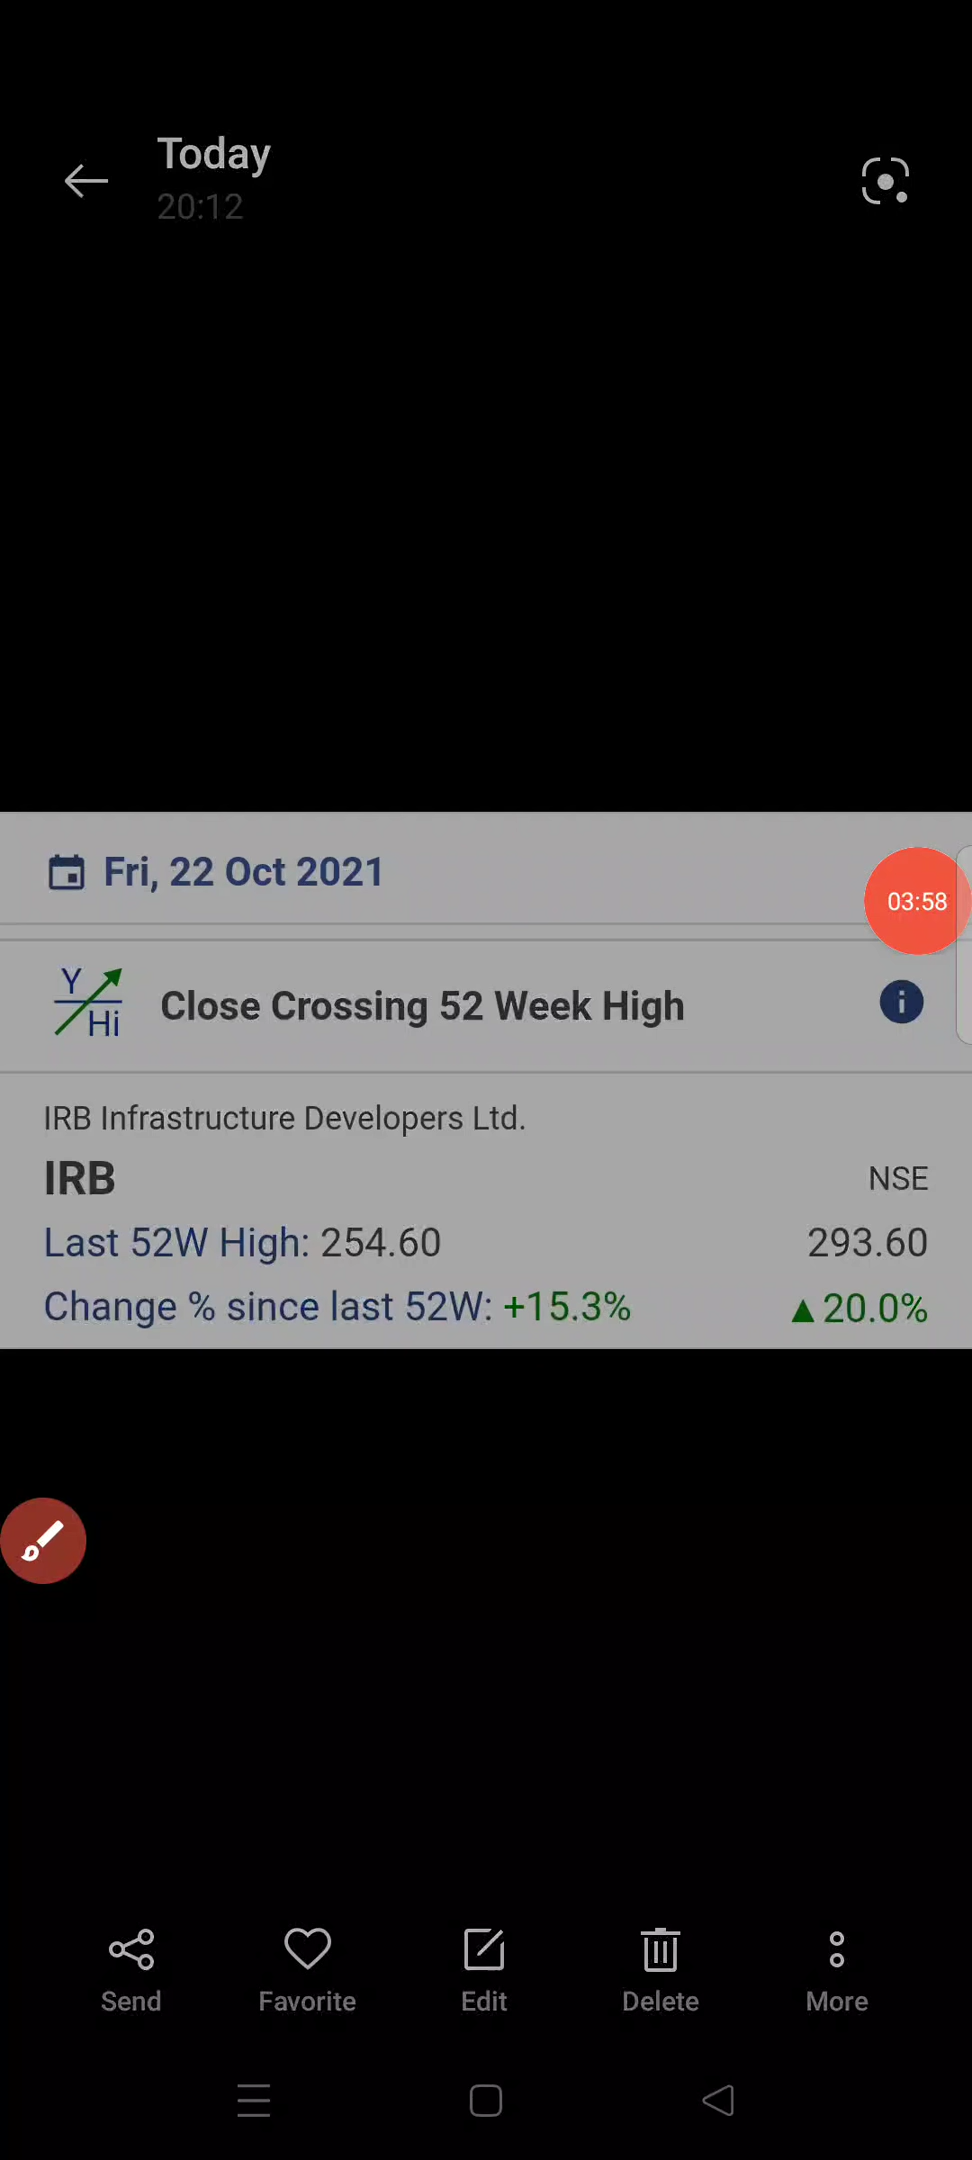 Today
20:12
Fri, 22 Oct 2021
03:58
Y
Hi
Close Crossing 52 Week High
i
IRB Infrastructure Developers Ltd.
IRB NSE
Last 52W High: 254.60 293.60
Change % since last 52W: +15.3% ▲20.0%
Send Favorite Edit Delete More